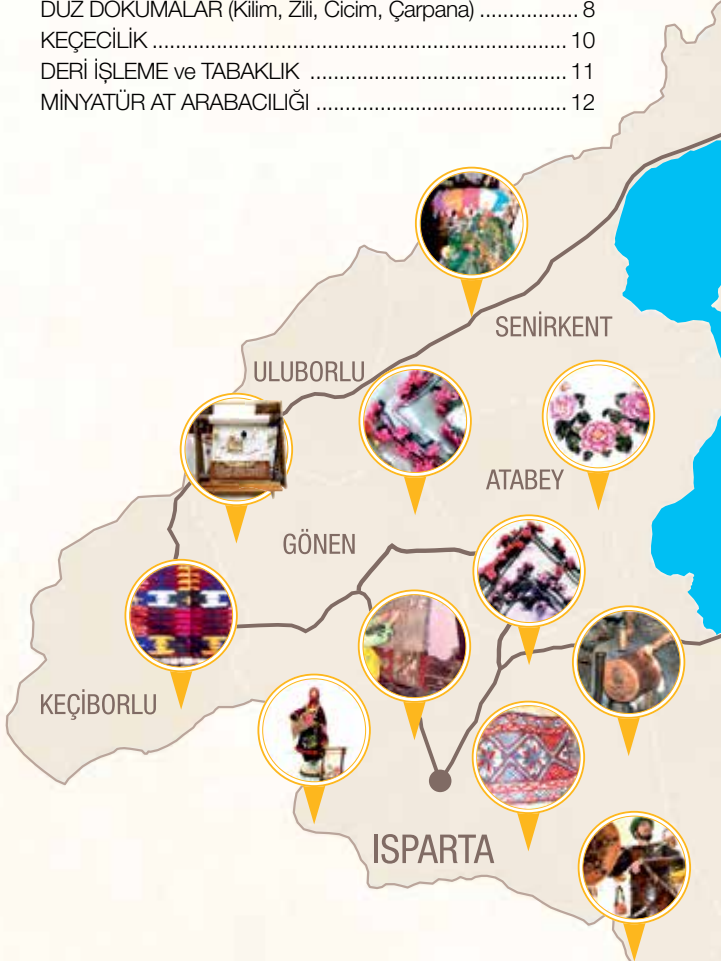 DÜZ DOKUMALAR (Kilim, Zili, Cicim, Çarpana) ................. 8
KEÇECİLİK ........................................................................ 10
DERİ İŞLEME ve TABAKLIK ............................................ 11
MİNYATÜR AT ARABACILIĞI ........................................... 12
SENİRKENT
ULUBORLU
ATABEY
GÖNEN
KEÇİBORLU
ISPARTA